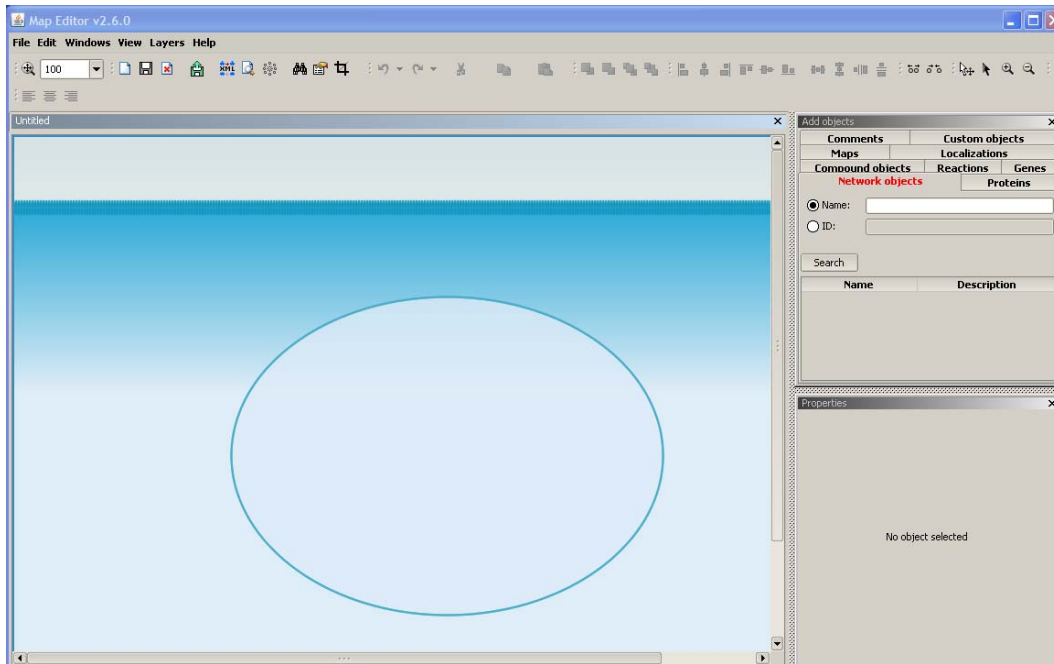 Map Editor v2.6.0
File Edit Windows View Layers Help
100
XML
Untitled
Add objects
Comments Custom objects
Maps Localizations
Compound objects Reactions Genes
Network objects Proteins
Name:
ID:
Search
Name Description
Properties
No object selected